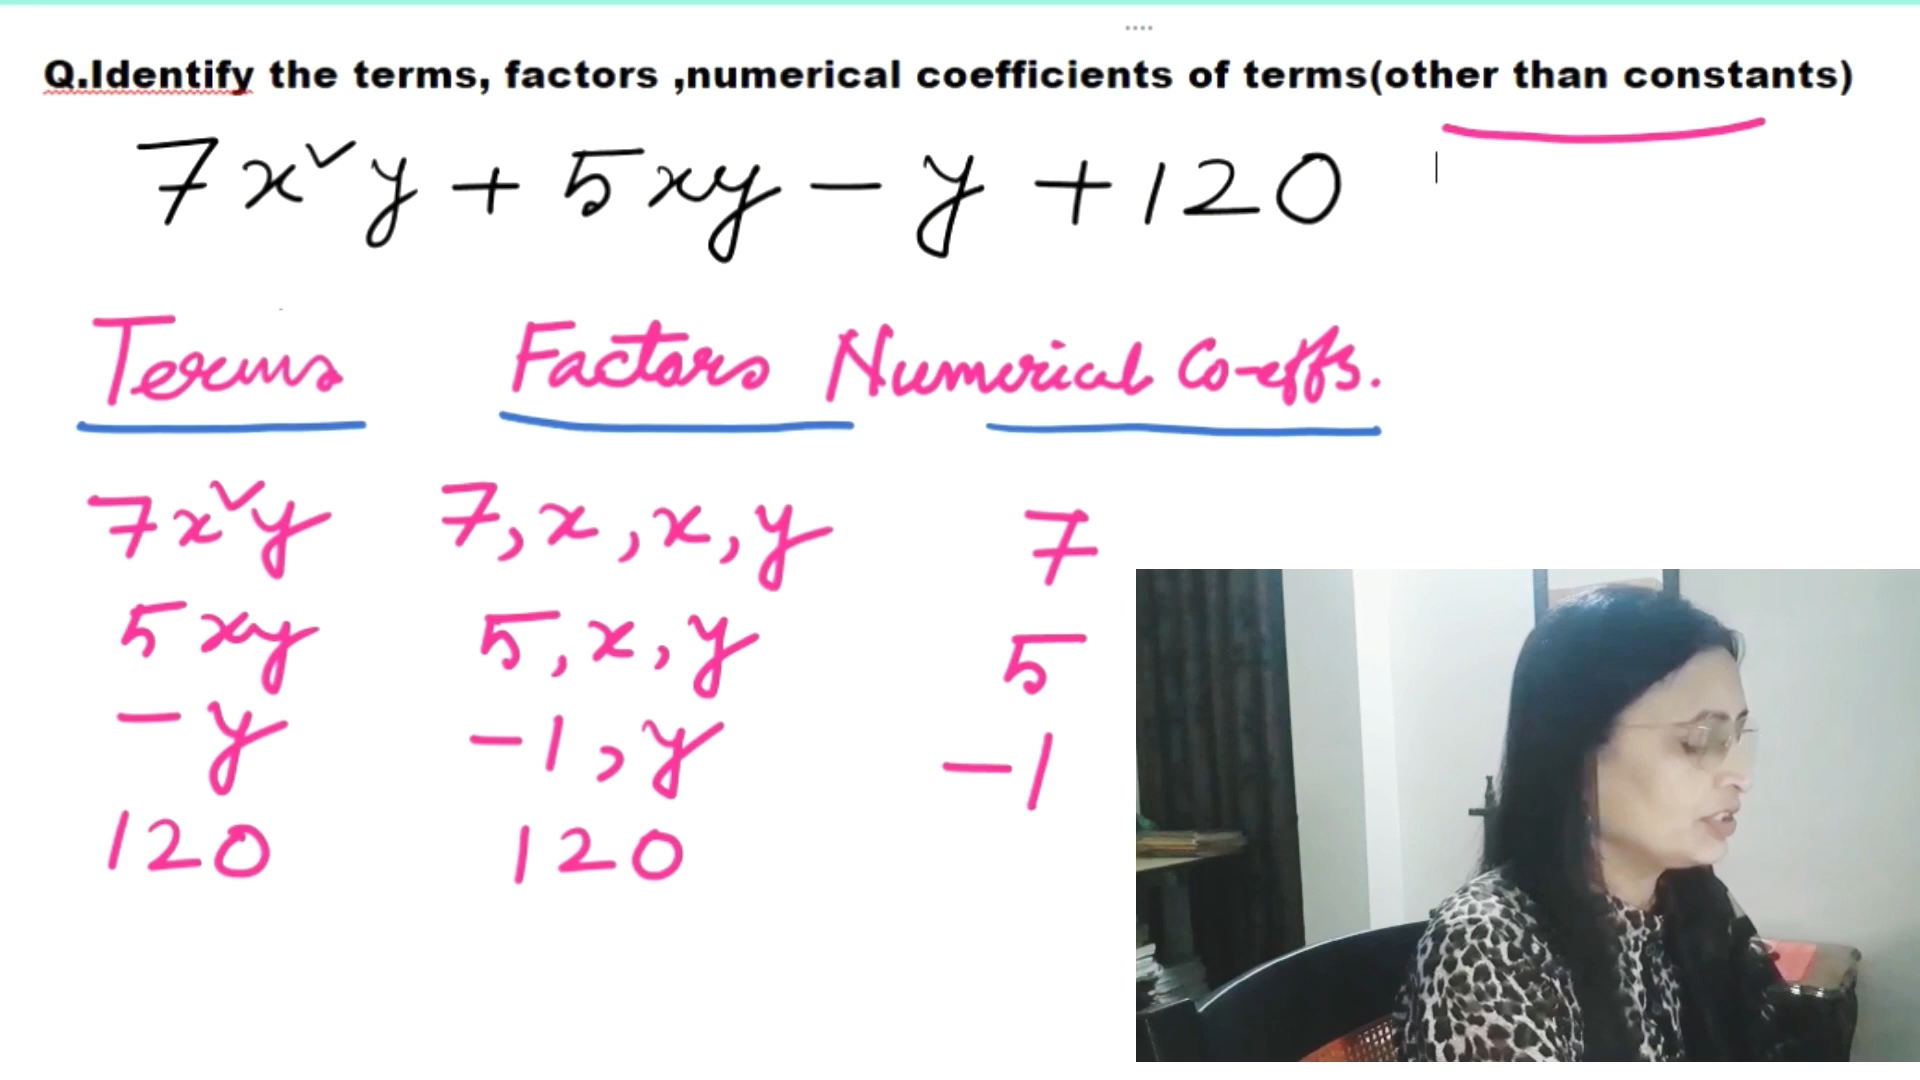 Q.Identify the terms, factors ,numerical coefficients of terms(other than constants)
7x²y + 5xy - y + 120
Terms Factors Numerical Co-effs.
7x²y 7, x, x, y 7
5xy 5, x, y 5
-y -1, y -1
120 120